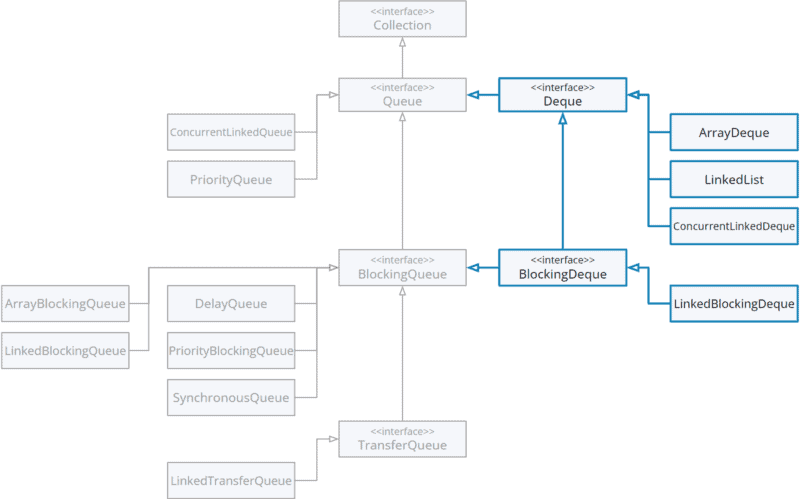 <<interface>>
Collection
<<interface>>
Queue
<<interface>>
Deque
ConcurrentLinkedQueue
ArrayDeque
PriorityQueue
LinkedList
ConcurrentLinkedDeque
<<interface>>
BlockingQueue
<<interface>>
BlockingDeque
ArrayBlockingQueue
DelayQueue
LinkedBlockingDeque
LinkedBlockingQueue
PriorityBlockingQueue
SynchronousQueue
<<interface>>
TransferQueue
LinkedTransferQueue